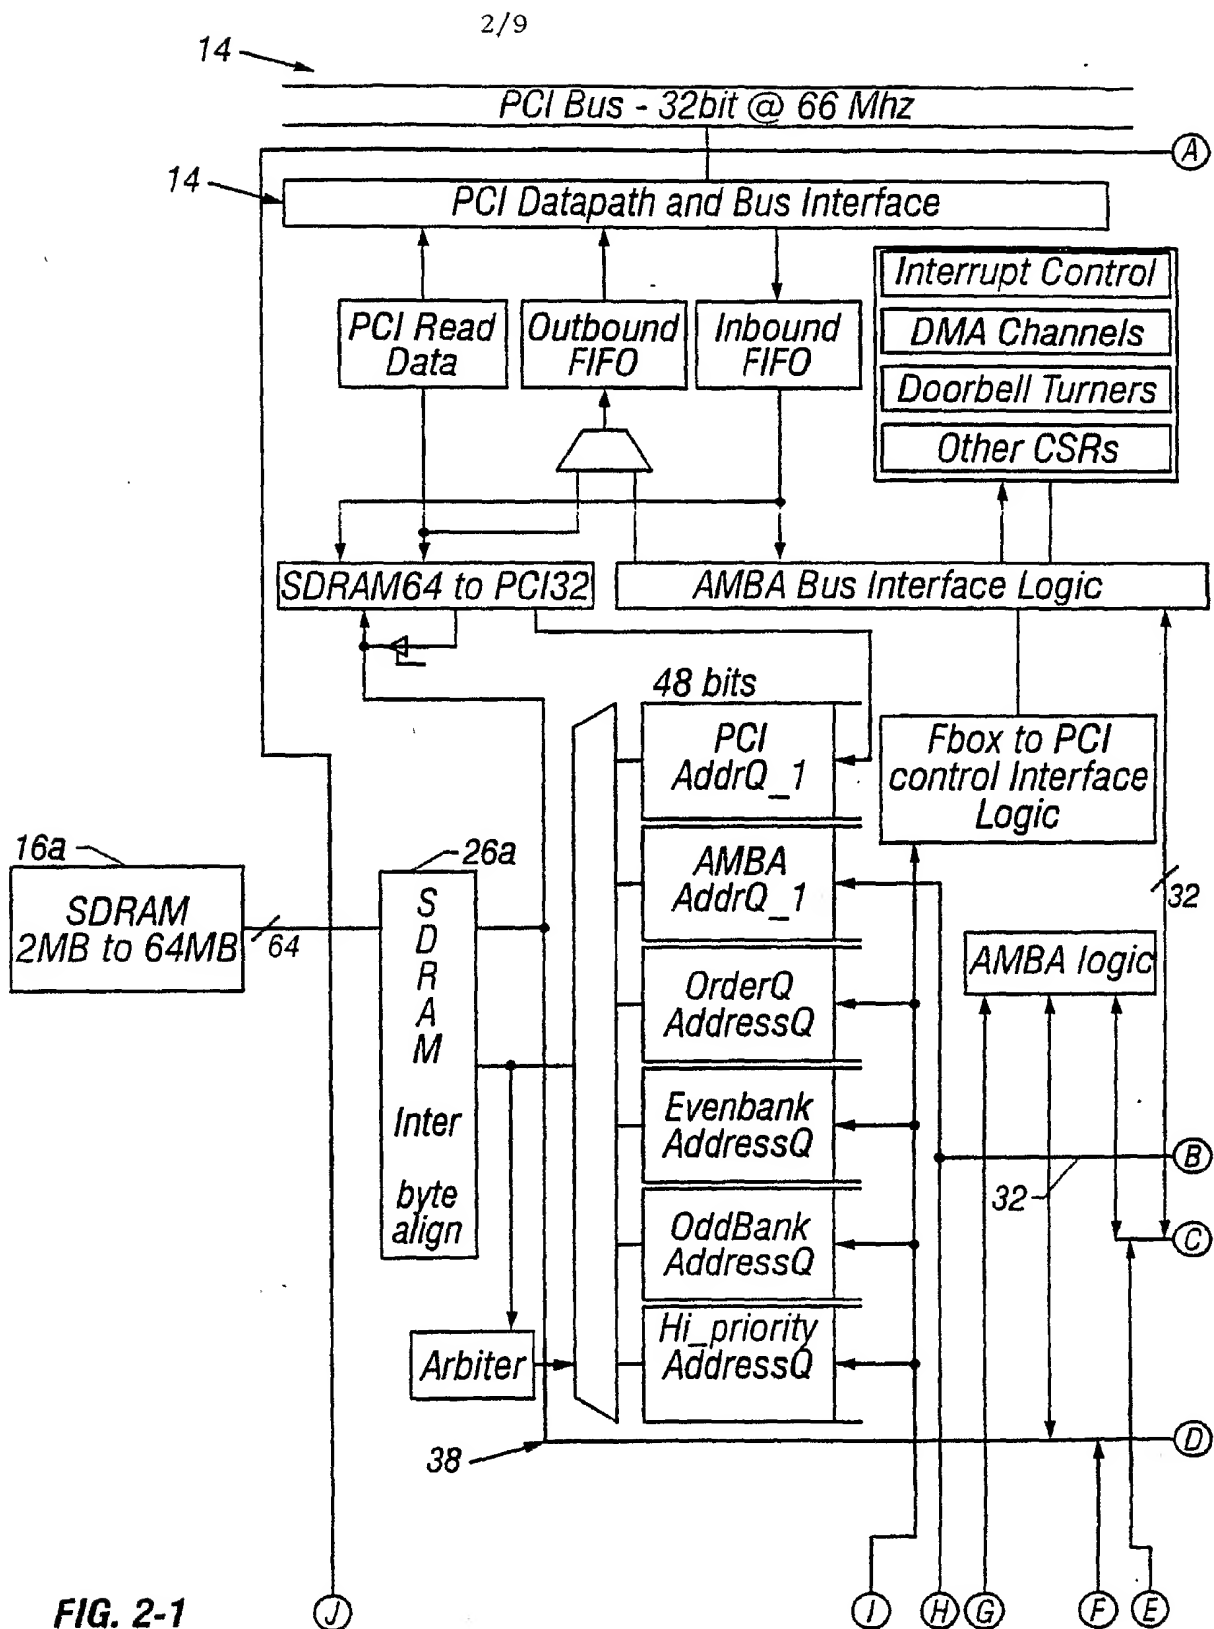 2/9
14
PCI Bus - 32bit @ 66 Mhz
A
14
PCI Datapath and Bus Interface
Interrupt Control
DMA Channels
Doorbell Turners
Other CSRs
PCI Read
Data
Outbound
FIFO
Inbound
FIFO
SDRAM64 to PCI32
AMBA Bus Interface Logic
48 bits
PCI
AddrQ_1
Fbox to PCI
control Interface
Logic
16a
SDRAM
2MB to 64MB
64
26a
S
D
R
A
M
Inter
byte
align
AMBA
AddrQ_1
32
AMBA logic
OrderQ
AddressQ
Evenbank
AddressQ
B
32
OddBank
AddressQ
C
Hi_priority
AddressQ
Arbiter
38
D
FIG. 2-1
J
I
H
G
F
E